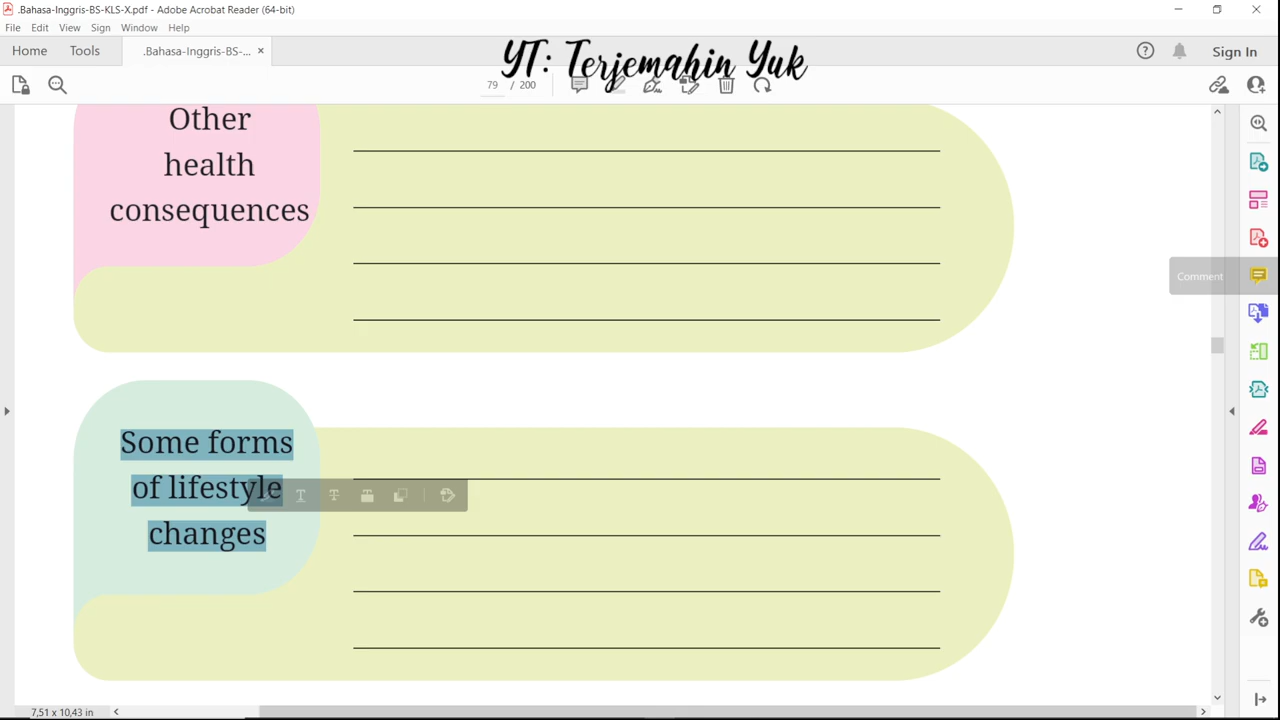 .Bahasa-Inggris-BS-KLS-X.pdf - Adobe Acrobat Reader (64-bit)
File Edit View Sign Window Help
Home Tools .Bahasa-Inggris-BS-... × Sign In
YT: Terjemahin Yuk
79 / 200
Other
health
consequences
Comment
Some forms
of lifestyle
changes
7,51 x 10,43 in